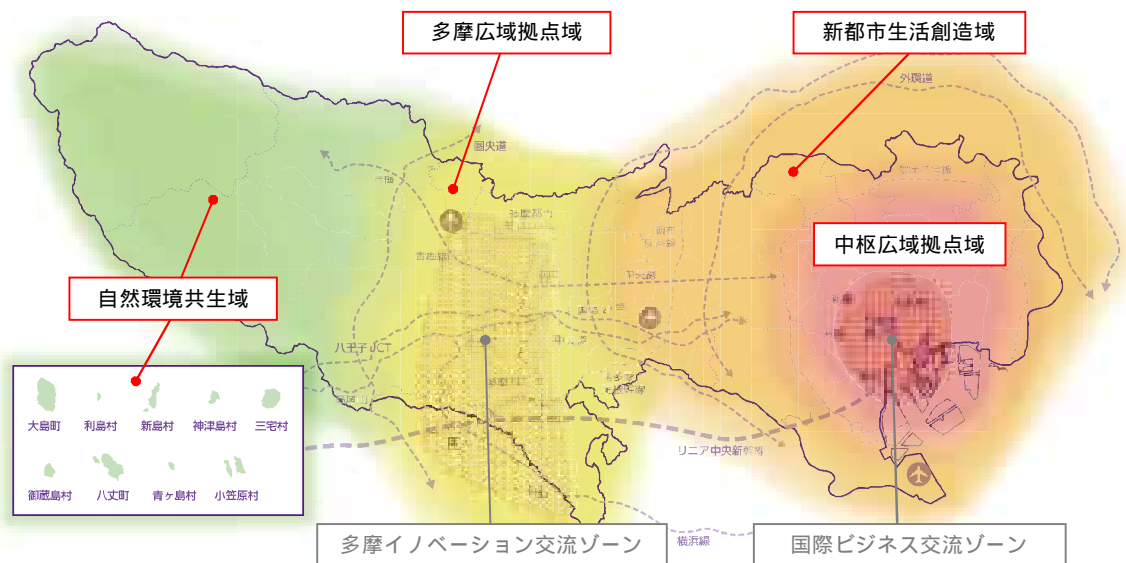 多摩広域拠点域
新都市生活創造域
外環道
圏央道
中枢広域拠点域
自然環境共生域
八王子JCT
大島町
利島村
新島村
神津島村
三宅村
御蔵島村
八丈町
青ヶ島村
小笠原村
リニア中央新幹線
横浜線
多摩イノベーション交流ゾーン
国際ビジネス交流ゾーン